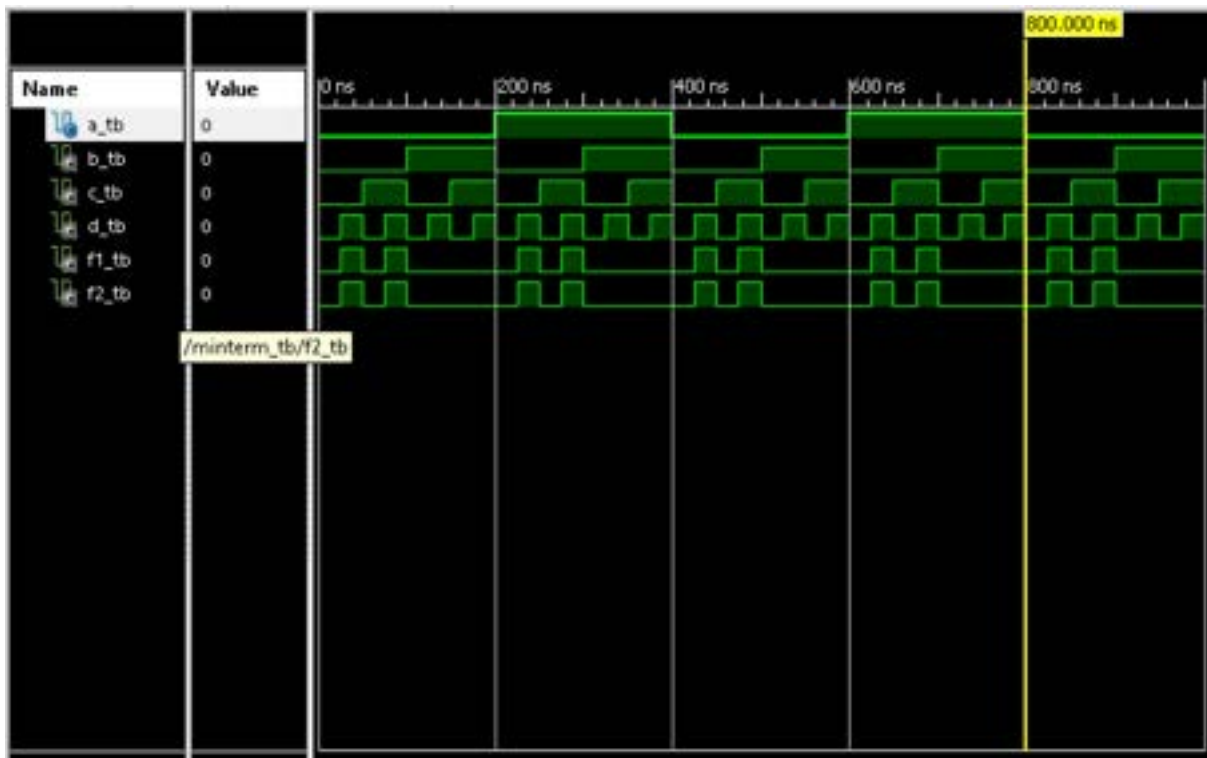 800.000 ns
Name Value 0 ns 200 ns 400 ns 600 ns 800 ns
a_tb 0
b_tb 0
c_tb 0
d_tb 0
f1_tb 0
f2_tb 0
/minterm_tb/f2_tb